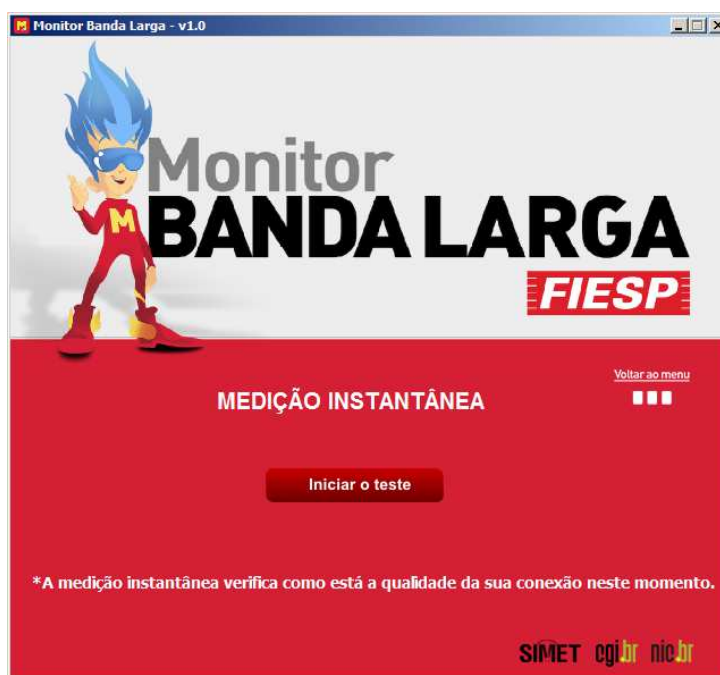 Monitor Banda Larga - v1.0
Monitor
BANDA LARGA
M
FIESP
Voltar ao menu
MEDIÇÃO INSTANTÂNEA
Iniciar o teste
*A medição instantânea verifica como está a qualidade da sua conexão neste momento.
SIMET cgi.br nic.br